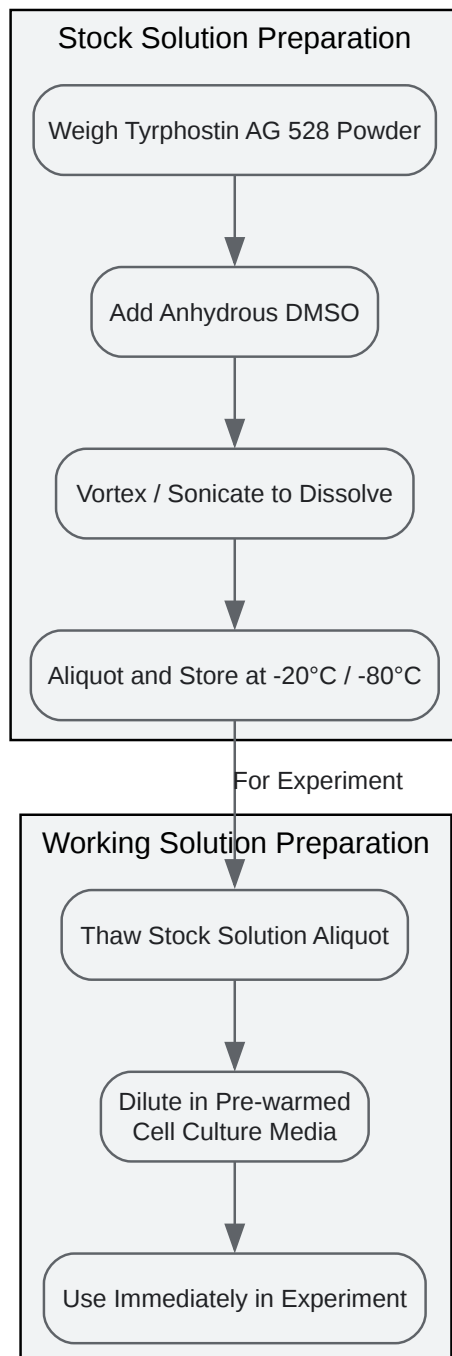 Stock Solution Preparation
Weigh Tyrphostin AG 528 Powder
Add Anhydrous DMSO
Vortex / Sonicate to Dissolve
Aliquot and Store at -20°C / -80°C
For Experiment
Working Solution Preparation
Thaw Stock Solution Aliquot
Dilute in Pre-warmed
Cell Culture Media
Use Immediately in Experiment